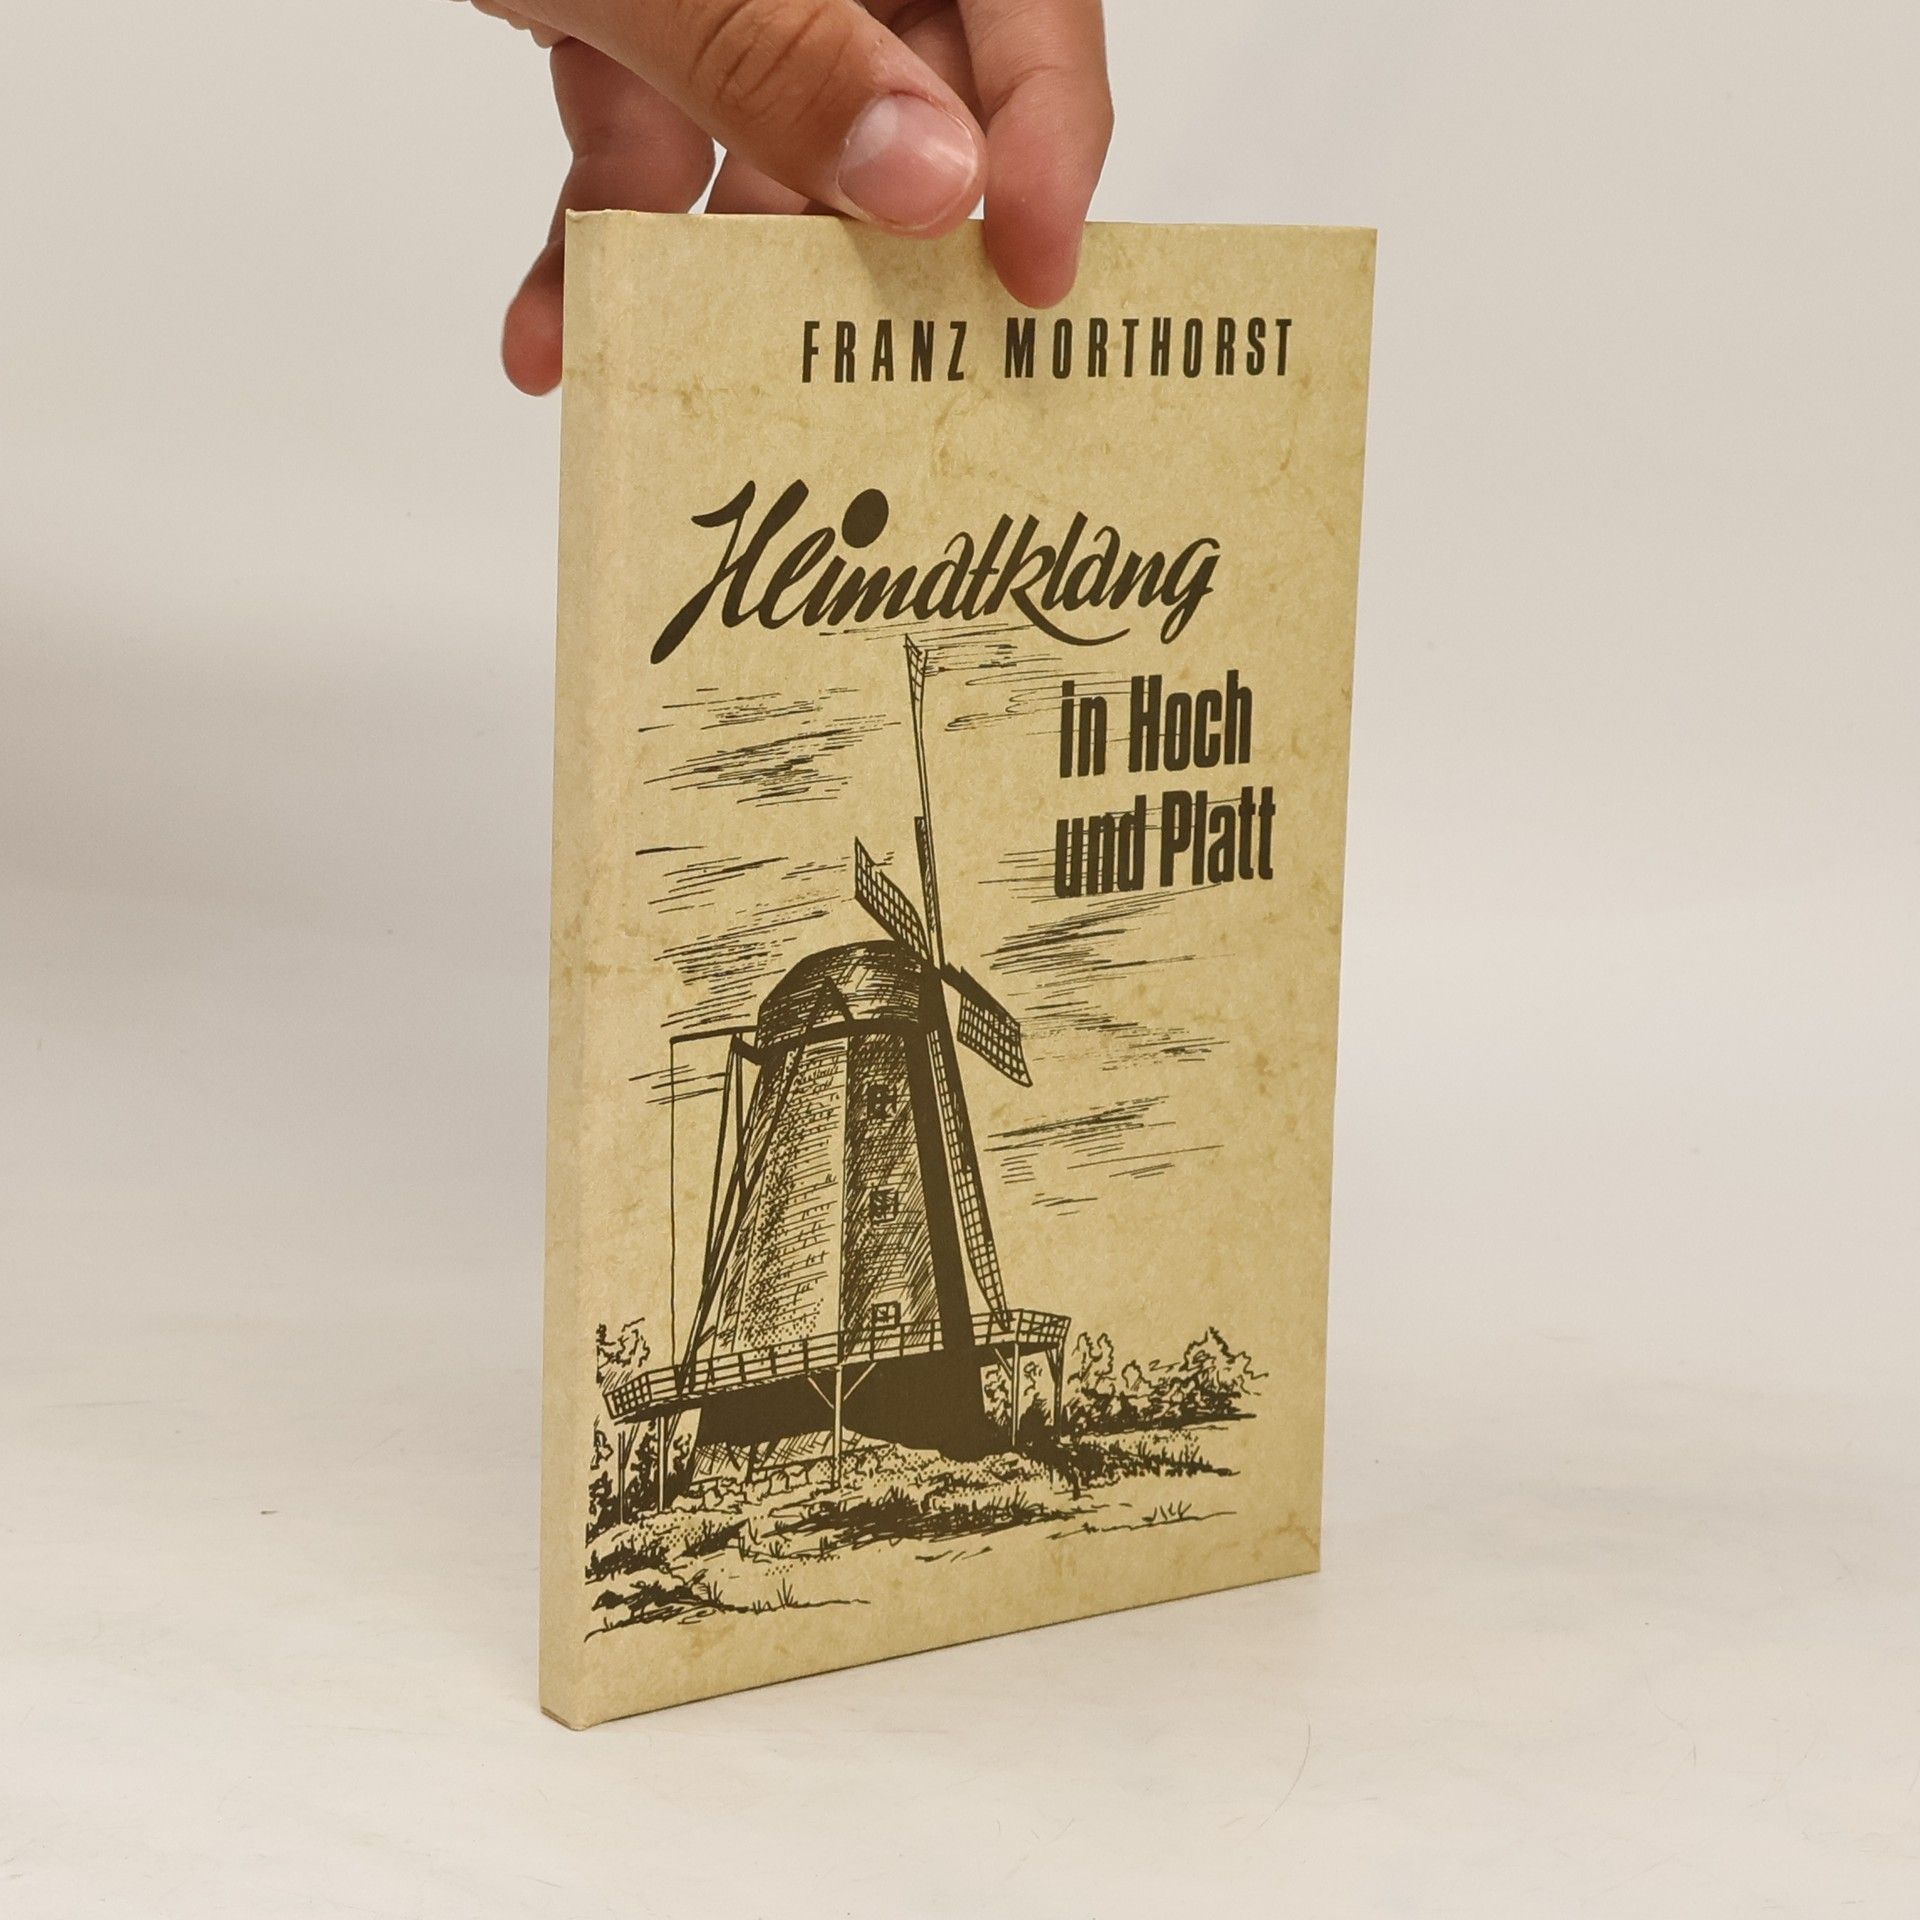 FRANZ MORTHORST
Heimatklang
in Hoch
und Platt